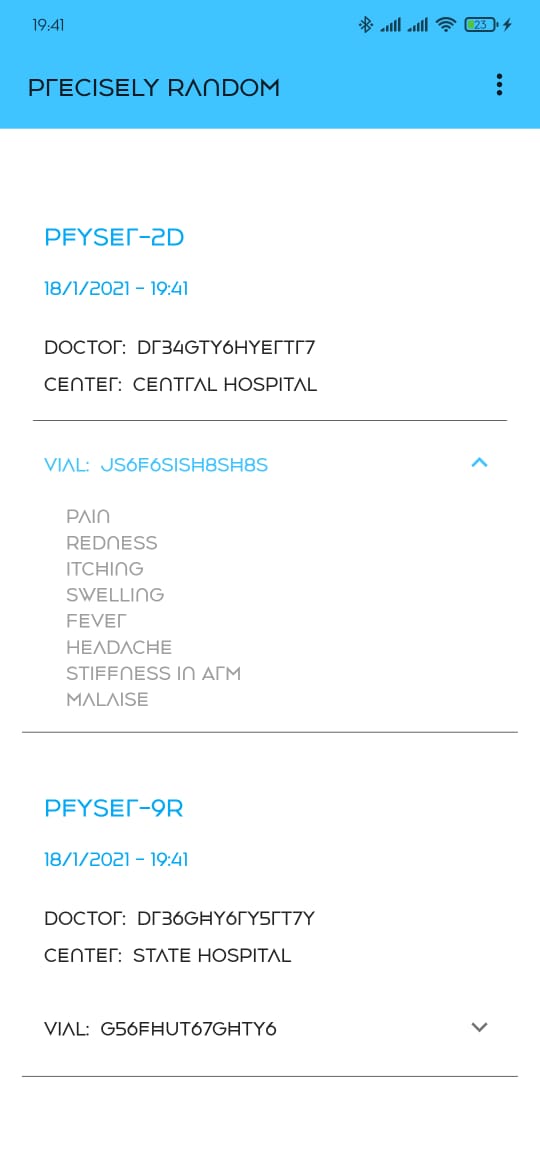 19:41
23
PRECISELY RANDOM
PFYSER-2D
18/1/2021 - 19:41
DOCTOR: DR34GTY6HYERTR7
CENTER: CENTRAL HOSPITAL
VIAL: JS6F6SISH8SH8S
PAIN
REDNESS
ITCHING
SWELLING
FEVER
HEADACHE
STIFFNESS IN ARM
MALAISE
PFYSER-9R
18/1/2021 - 19:41
DOCTOR: DR36GHY6RY5RT7Y
CENTER: STATE HOSPITAL
VIAL: G56FHUT67GHTY6